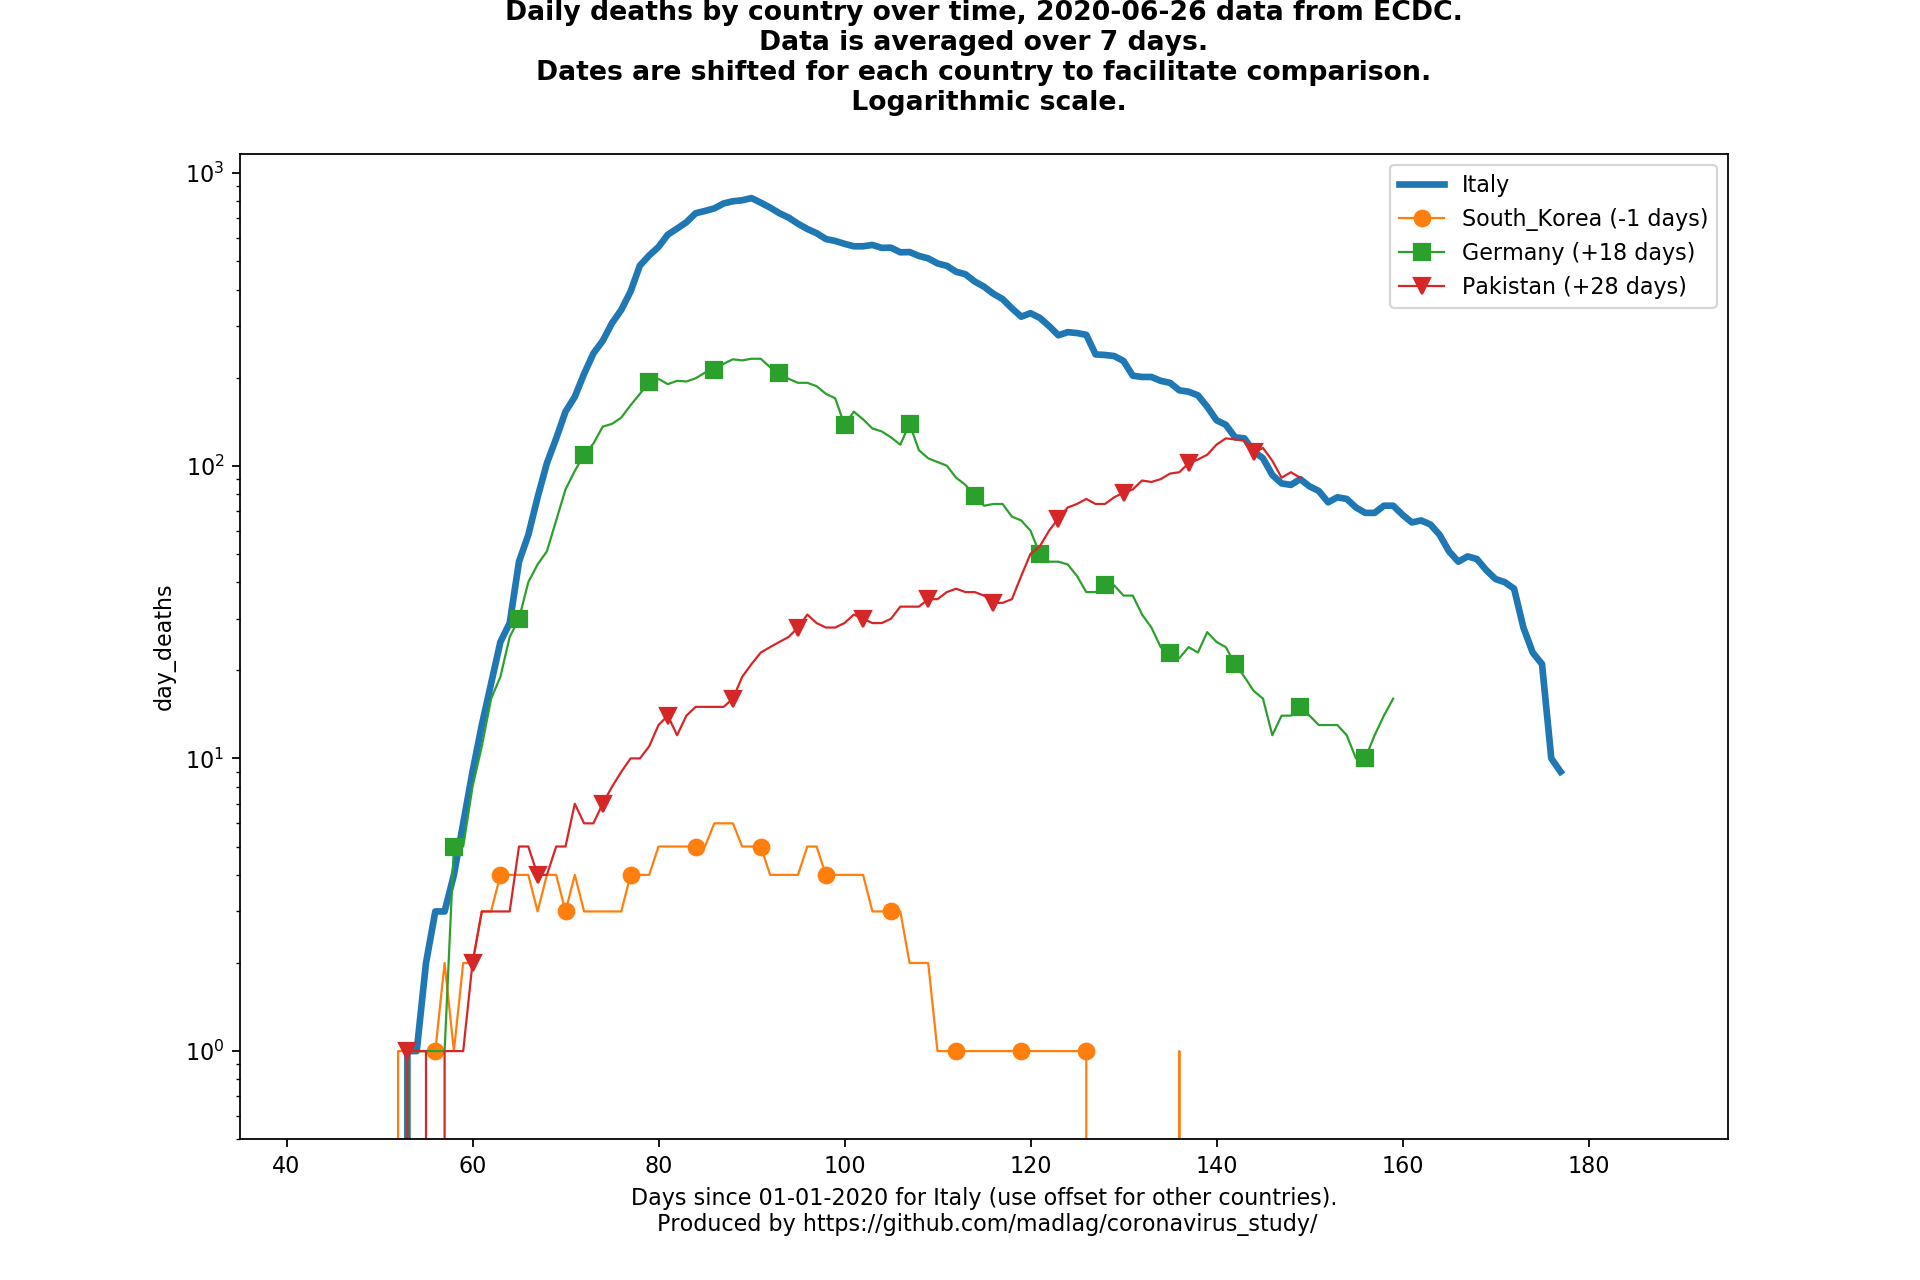 Daily deaths by country over time, 2020-06-26 data from ECDC.
Data is averaged over 7 days.
Dates are shifted for each country to facilitate comparison.
Logarithmic scale.
10³
10²
10¹
10⁰
day_deaths
Italy
South_Korea (-1 days)
Germany (+18 days)
Pakistan (+28 days)
40 60 80 100 120 140 160 180
Days since 01-01-2020 for Italy (use offset for other countries).
Produced by https://github.com/madlag/coronavirus_study/